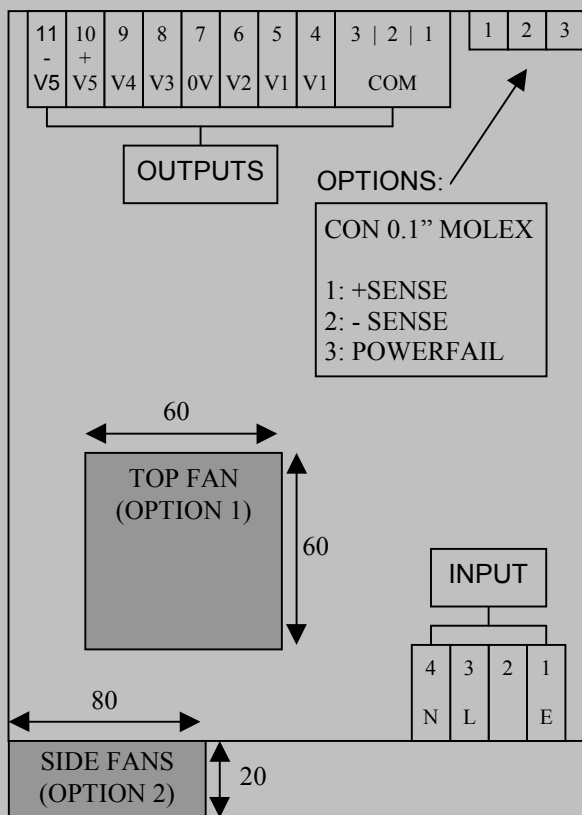 11 10 9 8 7 6 5 4 3 | 2 | 1 1 2 3
- +
V5 V5 V4 V3 0V V2 V1 V1 COM
OUTPUTS
OPTIONS:
CON 0.1” MOLEX
1: +SENSE
2: - SENSE
3: POWERFAIL
60
TOP FAN
(OPTION 1)
60
INPUT
4 3 2 1
N L E
80
SIDE FANS
(OPTION 2)
20